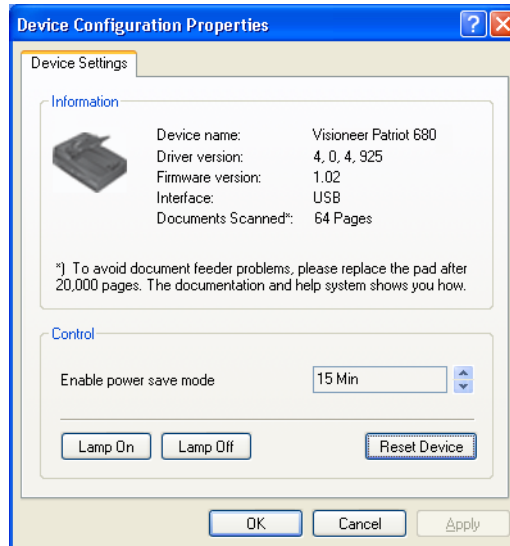 Device Configuration Properties
Device Settings
Information
Device name: Visioneer Patriot 680
Driver version: 4, 0, 4, 925
Firmware version: 1.02
Interface: USB
Documents Scanned*: 64 Pages
*) To avoid document feeder problems, please replace the pad after
20,000 pages. The documentation and help system shows you how.
Control
Enable power save mode 15 Min
Lamp On Lamp Off Reset Device
OK Cancel Apply